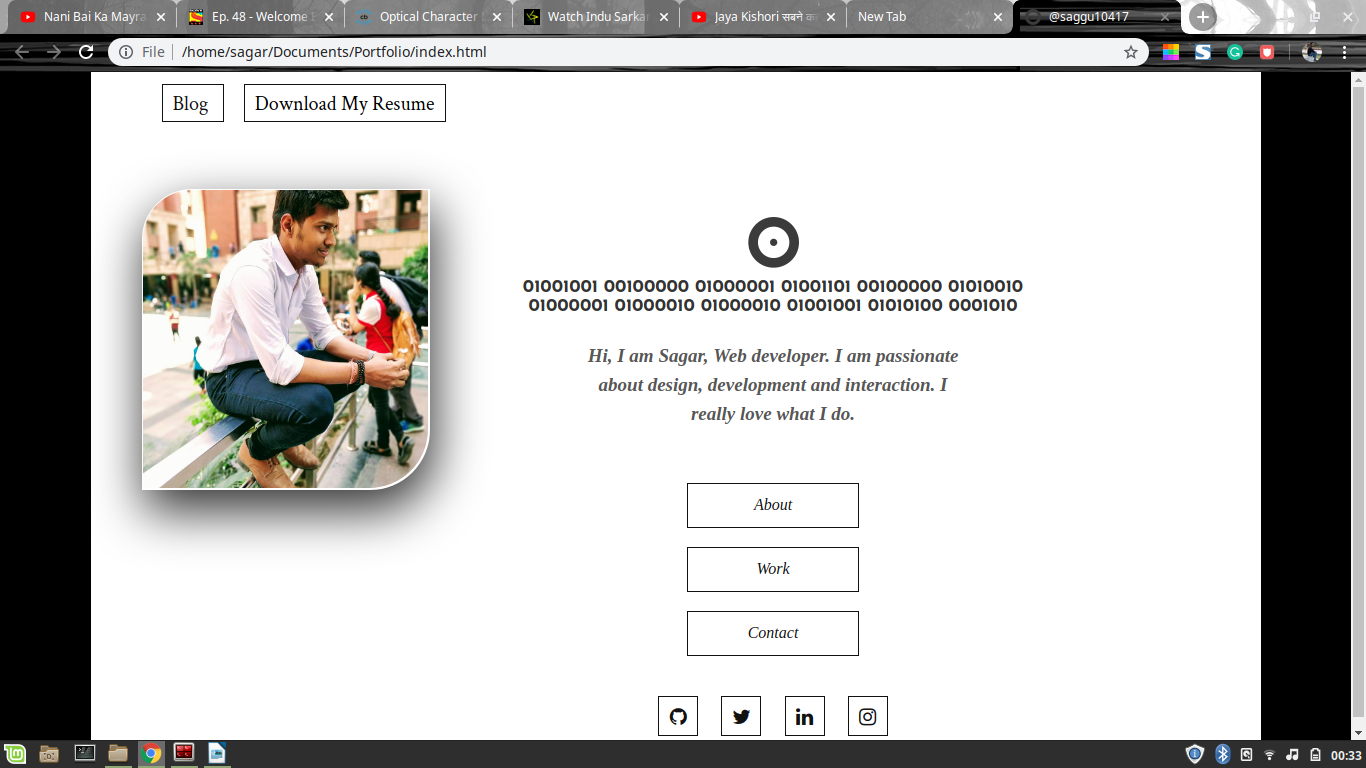 Nani Bai Ka Mayra
Ep. 48 - Welcome
Optical Character
Watch Indu Sarkar
Jaya Kishori सबने
New Tab
@saggu10417
File
/home/sagar/Documents/Portfolio/index.html
Blog
Download My Resume
01001001 00100000 01000001 01001101 00100000 01010010
01000001 01000010 01000010 01001001 01010100 0001010
Hi, I am Sagar, Web developer. I am passionate
about design, development and interaction. I
really love what I do.
About
Work
Contact
00:33